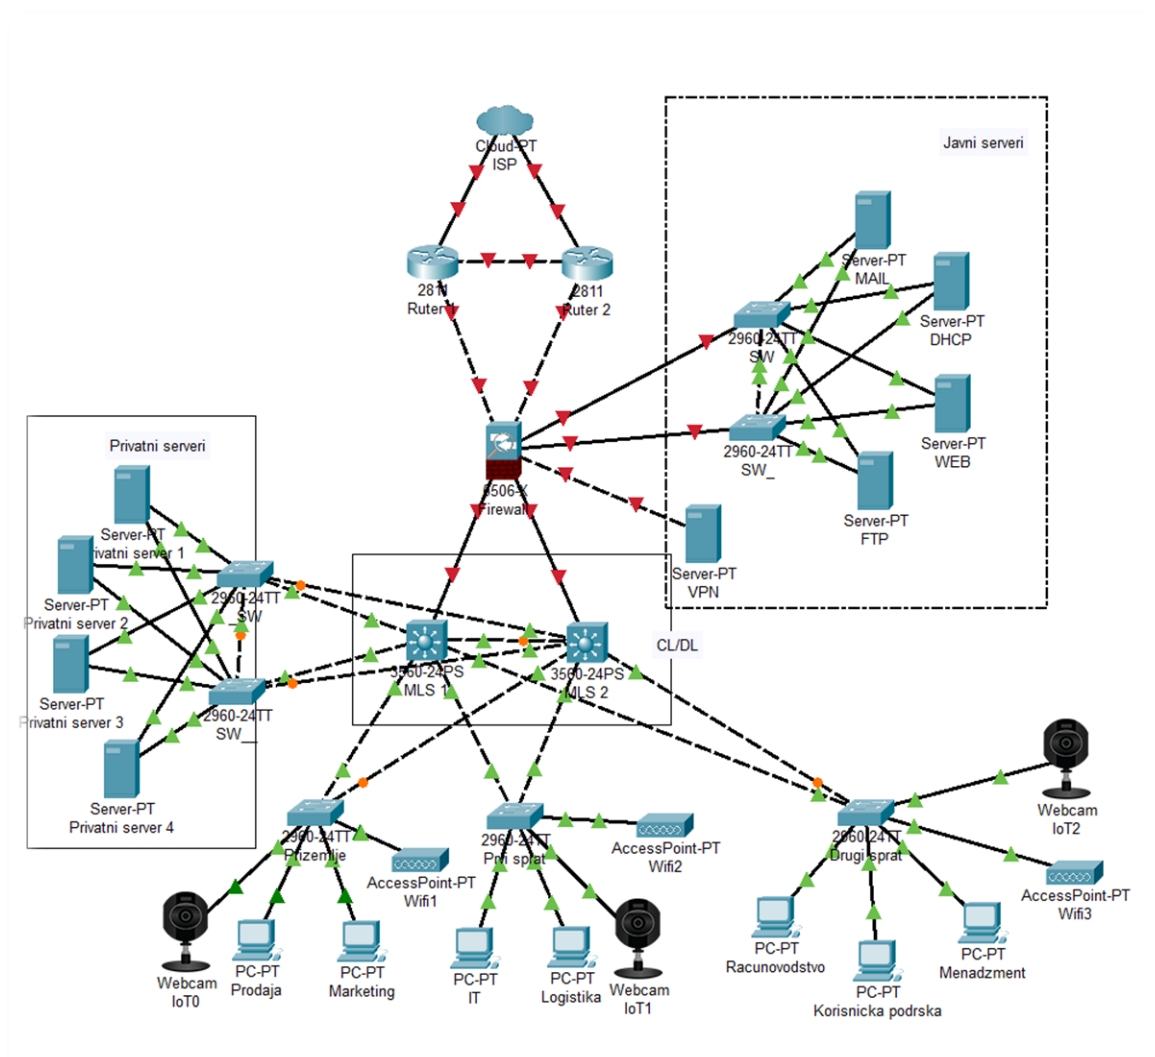 Cloud-PT
ISP
Javni serveri
2811
Ruter 1
2811
Ruter 2
Server-PT
MAIL
Server-PT
DHCP
2960-24TT
SW
Server-PT
WEB
2960-24TT
SW_
Server-PT
FTP
5506-X
Firewall
Server-PT
VPN
Privatni serveri
Server-PT
Privatni server 1
Server-PT
Privatni server 2
2960-24TT
_SW
Server-PT
Privatni server 3
2960-24TT
SW__
Server-PT
Privatni server 4
CL/DL
3560-24PS
MLS 1
3560-24PS
MLS 2
2960-24TT
Prizemlje
2960-24TT
Prvi sprat
2960-24TT
Drugi sprat
AccessPoint-PT
Wifi1
AccessPoint-PT
Wifi2
Webcam
IoT2
AccessPoint-PT
Wifi3
Webcam
IoT0
PC-PT
Prodaja
PC-PT
Marketing
PC-PT
IT
PC-PT
Logistika
Webcam
IoT1
PC-PT
Racunovodstvo
PC-PT
Korisnicka podrska
PC-PT
Menadzment